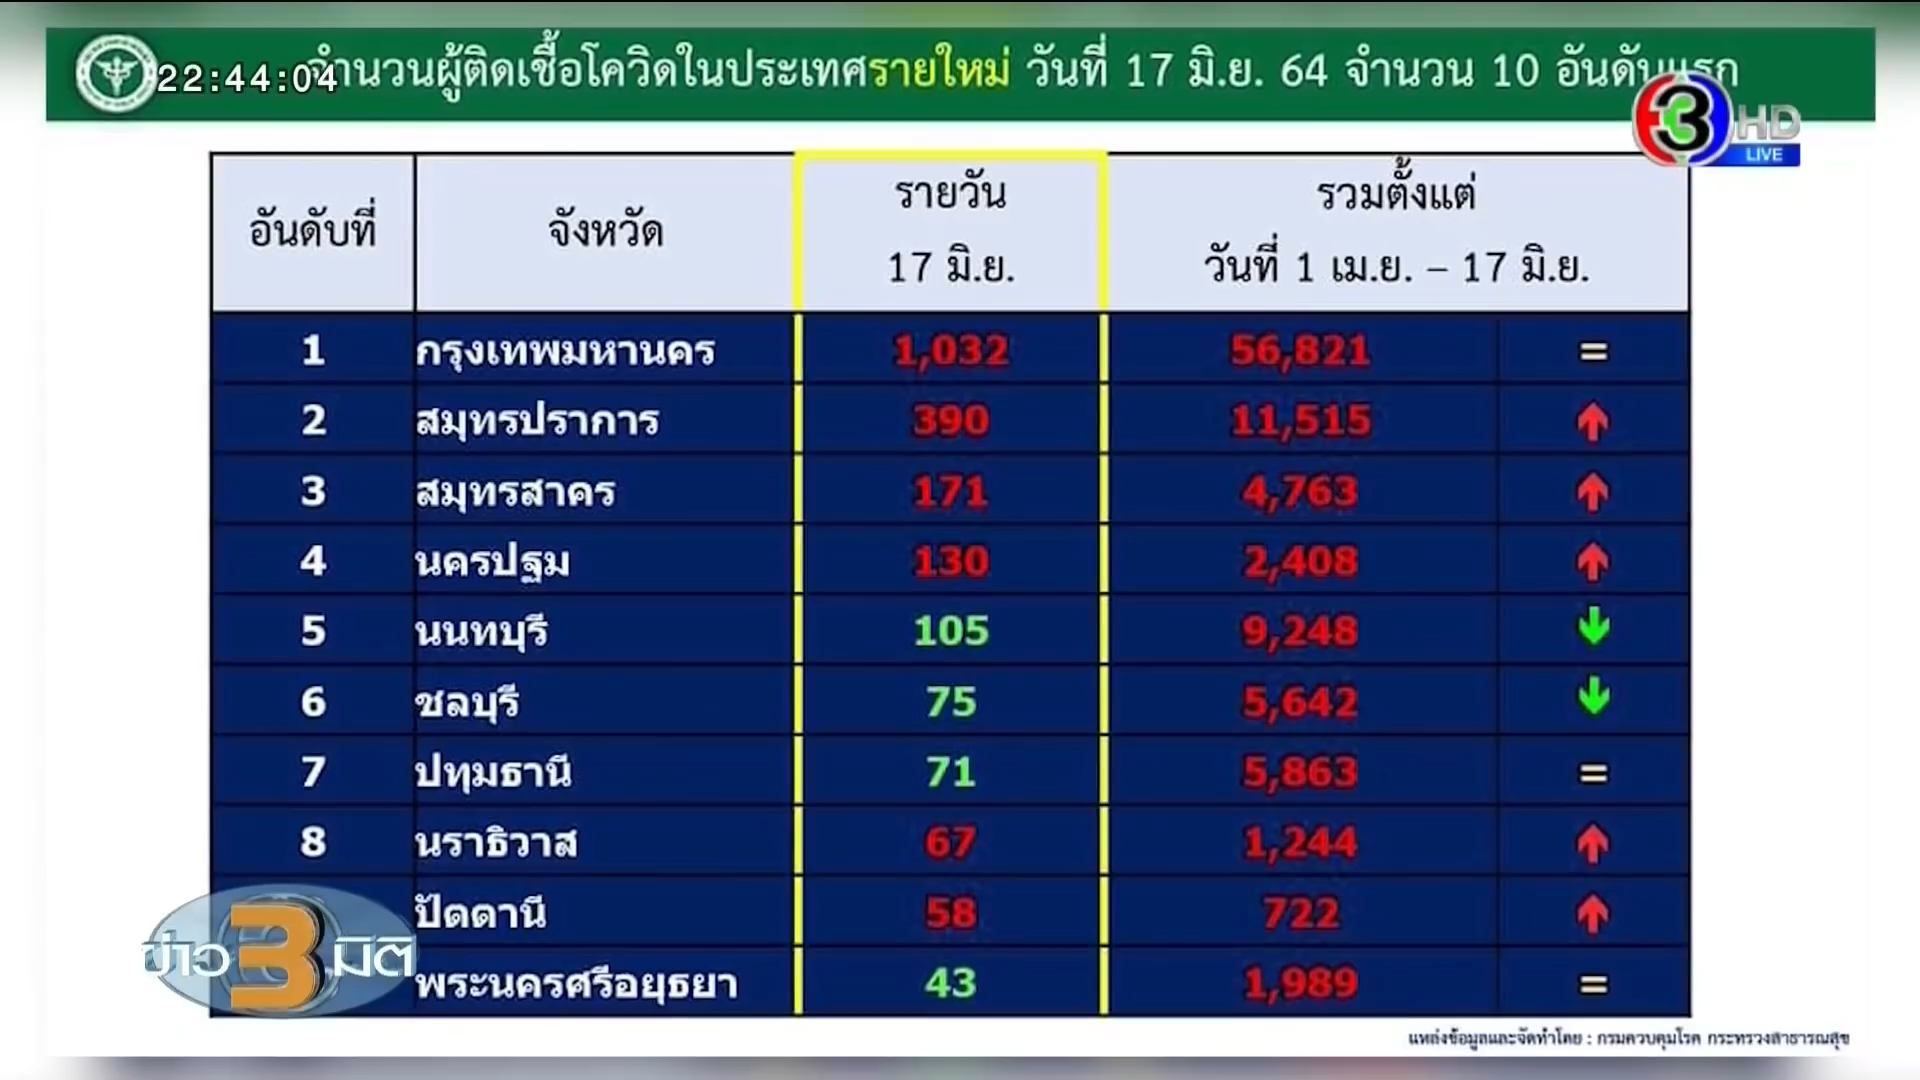 22:44:04
จำนวนผู้ติดเชื้อโควิดในประเทศรายใหม่ วันที่ 17 มิ.ย. 64 จำนวน 10 อันดับแรก
3 HD
LIVE
อันดับที่ จังหวัด รายวัน 17 มิ.ย. รวมตั้งแต่ วันที่ 1 เม.ย. – 17 มิ.ย.
1 กรุงเทพมหานคร 1,032 56,821 =
2 สมุทรปราการ 390 11,515
3 สมุทรสาคร 171 4,763
4 นครปฐม 130 2,408
5 นนทบุรี 105 9,248
6 ชลบุรี 75 5,642
7 ปทุมธานี 71 5,863 =
8 นราธิวาส 67 1,244
ปัตตานี 58 722
พระนครศรีอยุธยา 43 1,989 =
ข่าว 3 มิติ
แหล่งข้อมูลและจัดทำโดย : กรมควบคุมโรค กระทรวงสาธารณสุข